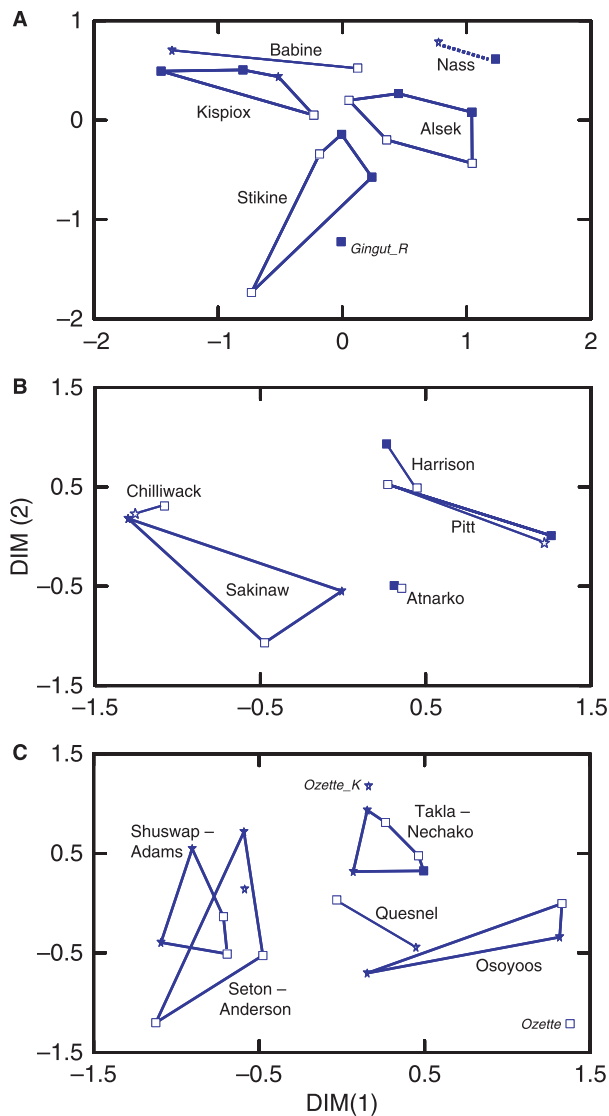 A
1
0
−1
−2
Babine
Nass
Kispiox
Alsek
Stikine
Gingut_R
−2
−1
0
1
2
B
1.5
0.5
−0.5
−1.5
DIM (2)
Chilliwack
Harrison
Pitt
Sakinaw
Atnarko
−1.5
−0.5
0.5
1.5
C
1.5
0.5
−0.5
−1.5
Ozette_K
Shuswap –
Adams
Takla –
Nechako
Quesnel
Osoyoos
Seton –
Anderson
Ozette
−1.5
−0.5
0.5
1.5
DIM(1)